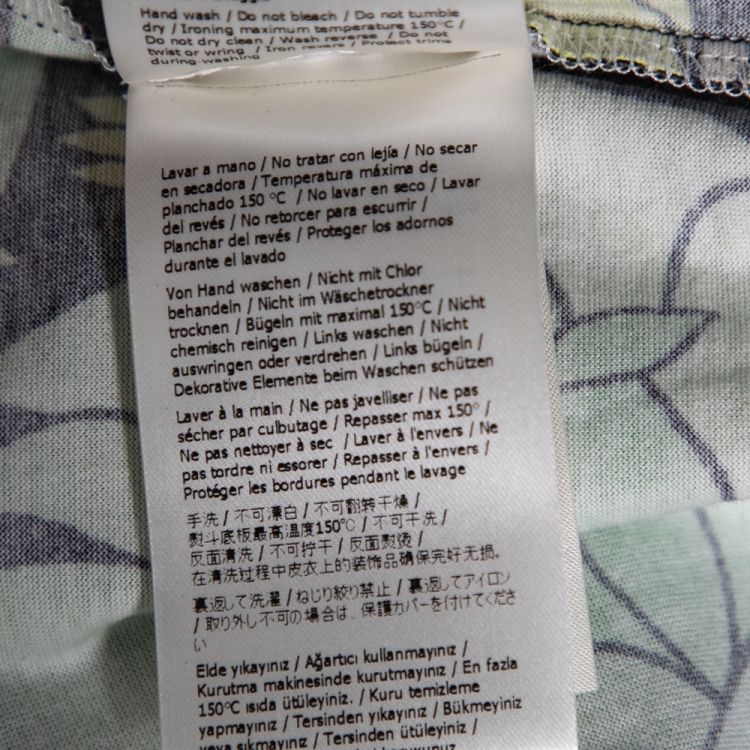 Hand wash / Do not bleach / Do not tumble
dry / Ironing maximum temperature 150°C /
Do not dry clean / Wash reverse / Do not
twist or wring / Iron revers / Protect trims
during washing
Lavar a mano / No tratar con lejía / No secar
en secadora / Temperatura máxima de
planchado 150 °C / No lavar en seco / Lavar
del revés / No retorcer para escurrir /
Planchar del revés / Proteger los adornos
durante el lavado
Von Hand waschen / Nicht mit Chlor
behandeln / Nicht im Wäschetrockner
trocknen / Bügeln mit maximal 150°C / Nicht
chemisch reinigen / Links waschen / Nicht
auswringen oder verdrehen / Links bügeln /
Dekorative Elemente beim Waschen schützen
Laver à la main / Ne pas javelliser / Ne pas
sécher par culbutage / Repasser max 150° /
Ne pas nettoyer à sec / Laver à l'envers / Ne
pas tordre ni essorer / Repasser à l'envers /
Protéger les bordures pendant le lavage
手洗 / 不可漂白 / 不可翻转干燥 /
熨斗底板最高温度150℃ / 不可干洗 /
反面清洗 / 不可拧干 / 反面熨烫 /
在清洗过程中皮衣上的装饰品确保完好无损。
裏返して洗濯 / ねじり絞り禁止 / 裏返してアイロン
/ 取り外し不可の場合は、保護カバーを付けてくださ
い
Elde yıkayınız / Ağartıcı kullanmayınız /
Kurutma makinesinde kurutmayınız / En fazla
150°C ısıda ütüleyiniz. / Kuru temizleme
yapmayınız / Tersinden yıkayınız / Bükmeyiniz
veya sıkmayınız / Tersinden ütüleyiniz /